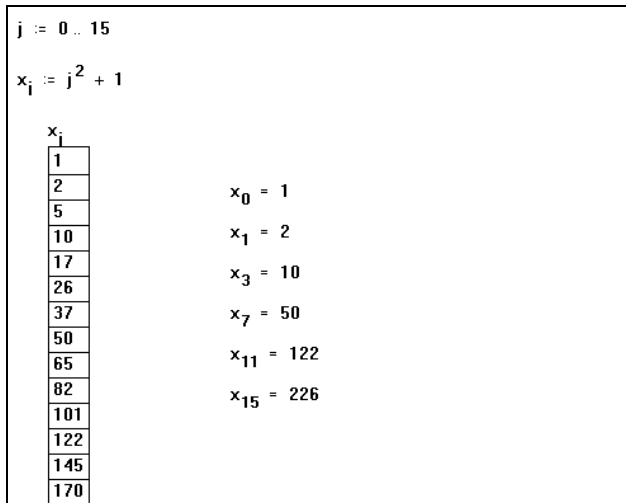 j := 0 .. 15
x_j := j^2 + 1
x_j
1
2
5
10
17
26
37
50
65
82
101
122
145
170
x_0 = 1
x_1 = 2
x_3 = 10
x_7 = 50
x_11 = 122
x_15 = 226